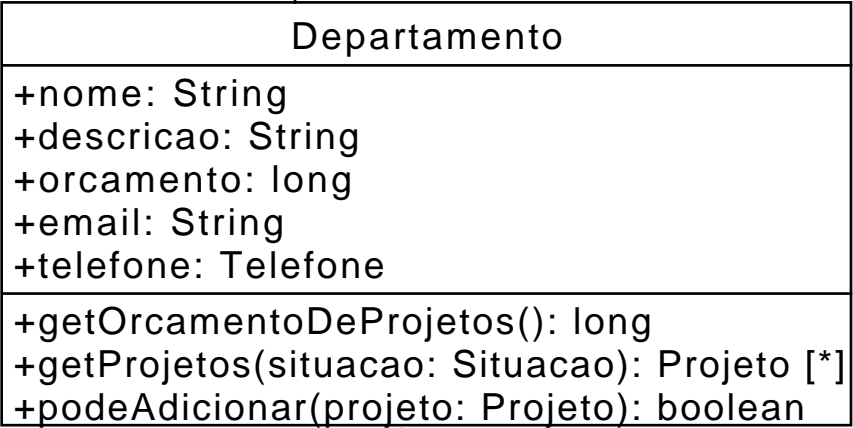 Departamento
+nome: String
+descricao: String
+orcamento: long
+email: String
+telefone: Telefone
+getOrcamentoDeProjetos(): long
+getProjetos(situacao: Situacao): Projeto [*]
+podeAdicionar(projeto: Projeto): boolean